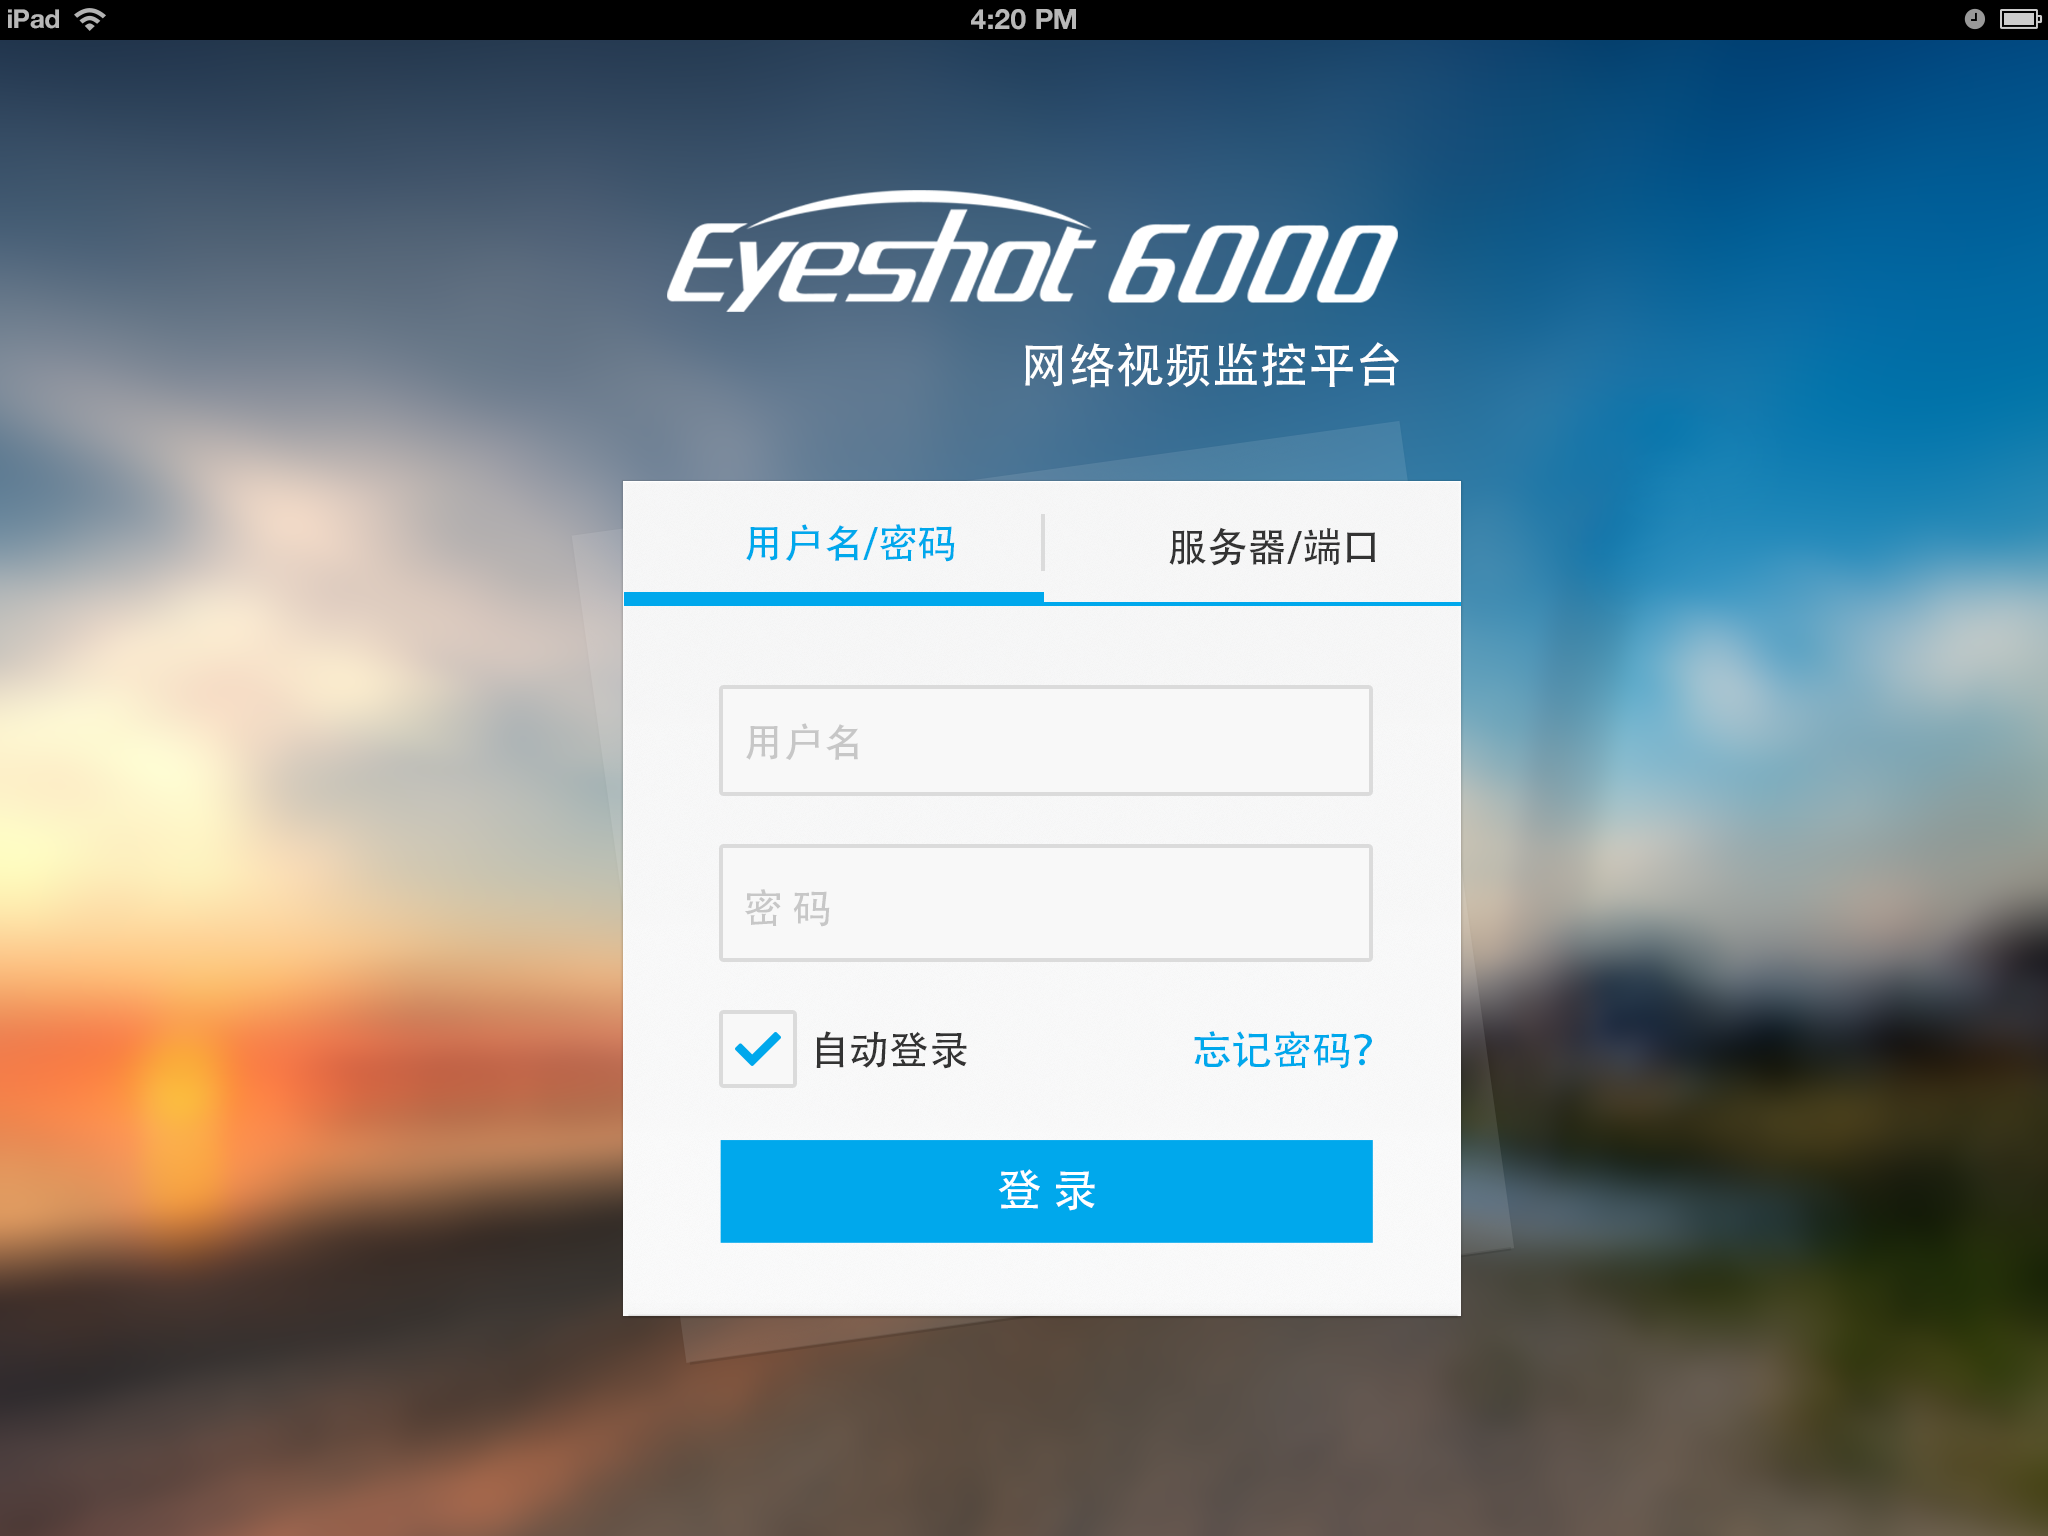 iPad
4:20 PM
Eyeshot 6000
网络视频监控平台
用户名/密码
服务器/端口
用户名
密 码
自动登录
忘记密码?
登 录